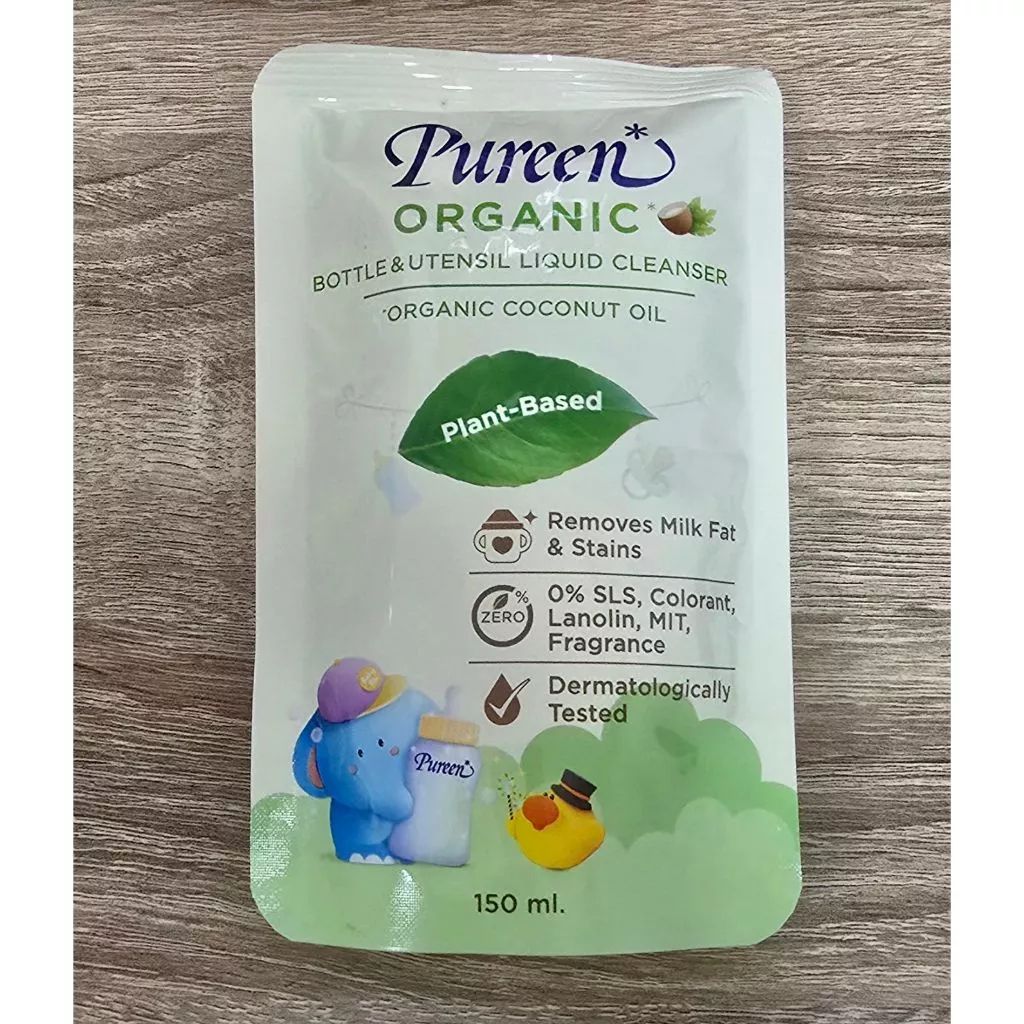 Pureen*
ORGANIC*
BOTTLE & UTENSIL LIQUID CLEANSER
*ORGANIC COCONUT OIL
Plant-Based
Removes Milk Fat
& Stains
%
ZERO
0% SLS, Colorant,
Lanolin, MIT,
Fragrance
Dermatologically
Tested
Pureen*
150 ml.